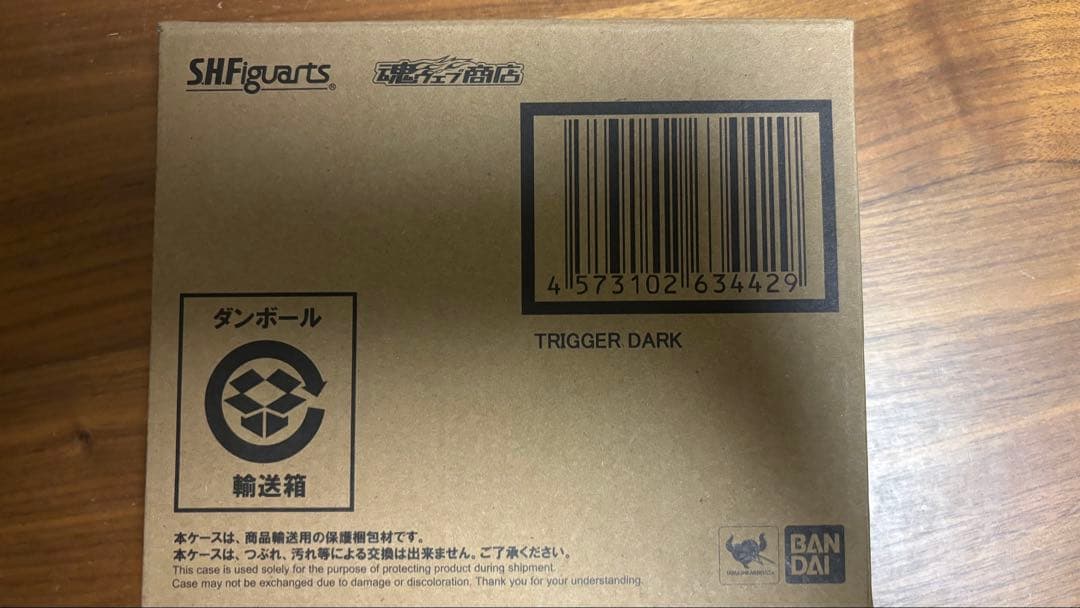 S.H.Figuarts®
魂ウェブ商店
4 573102 634429
TRIGGER DARK
ダンボール
輸送箱
本ケースは、商品輸送用の保護梱包材です。
本ケースは、つぶれ、汚れ等による交換は出来ません。ご了承ください。
This case is used solely for the purpose of protecting product during shipment.
Case may not be exchanged due to damage or discoloration. Thank you for your understanding.
BAN
DAI